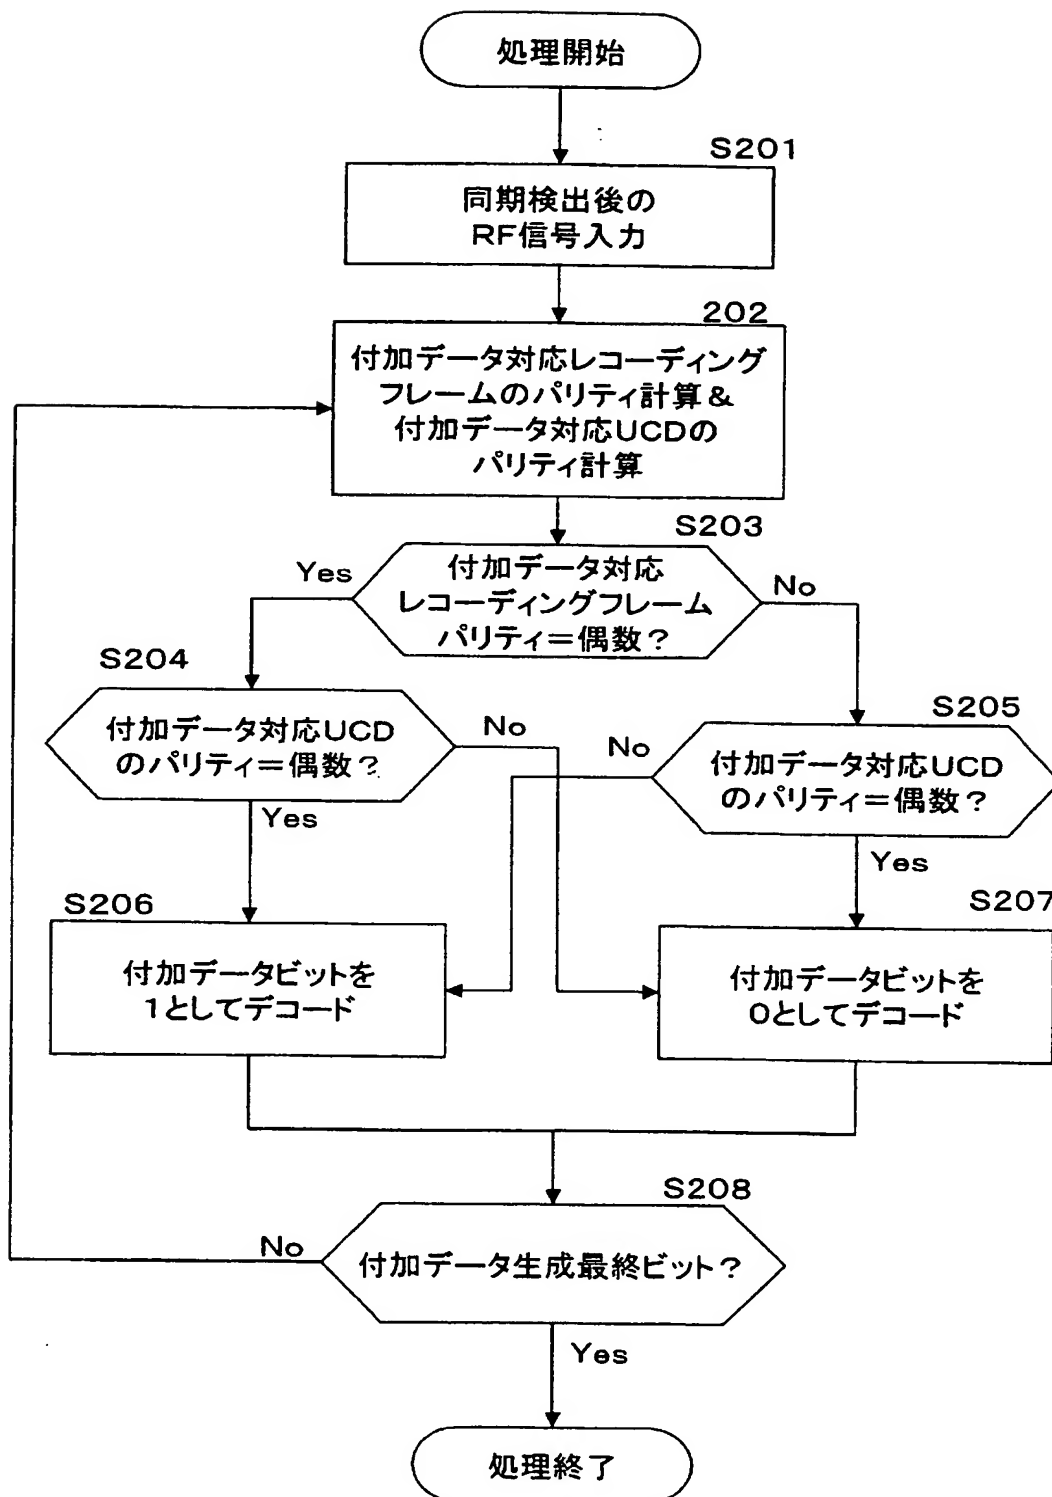 処理開始
S201
同期検出後の
RF信号入力
202
付加データ対応レコーディング
フレームのパリティ計算&
付加データ対応UCDの
パリティ計算
S203
付加データ対応
レコーディングフレーム
パリティ=偶数?
Yes
No
S204
付加データ対応UCD
のパリティ=偶数?
No
Yes
S205
付加データ対応UCD
のパリティ=偶数?
No
Yes
S206
付加データビットを
1としてデコード
S207
付加データビットを
0としてデコード
S208
付加データ生成最終ビット?
No
Yes
処理終了